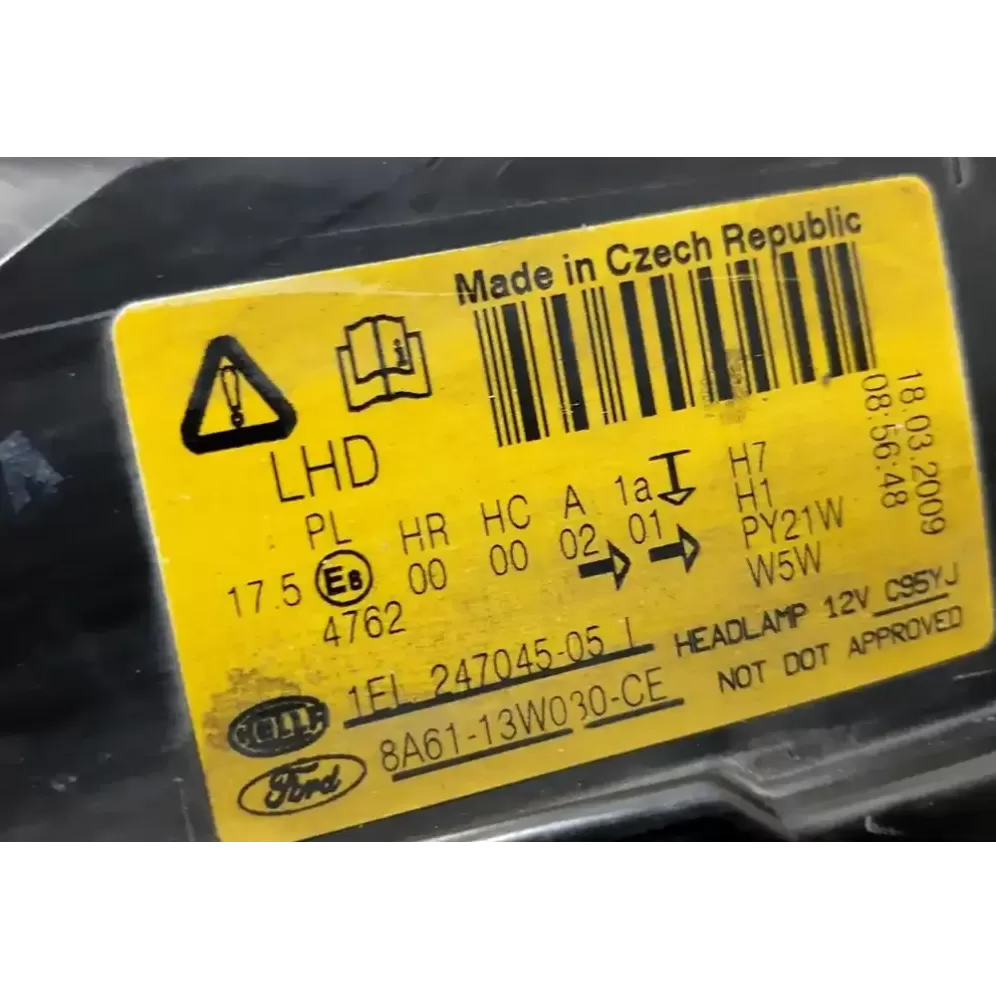 Made in Czech Republic
18.03.2009
08:56:48
LHD
PL HR HC A 1a
17.5 E8 00 00 02 01
4762
H7
H1
PY21W
W5W
1EL 247045-05 L HEADLAMP 12V C95YJ
HELLA
8A61-13W030-CE NOT DOT APPROVED
Ford